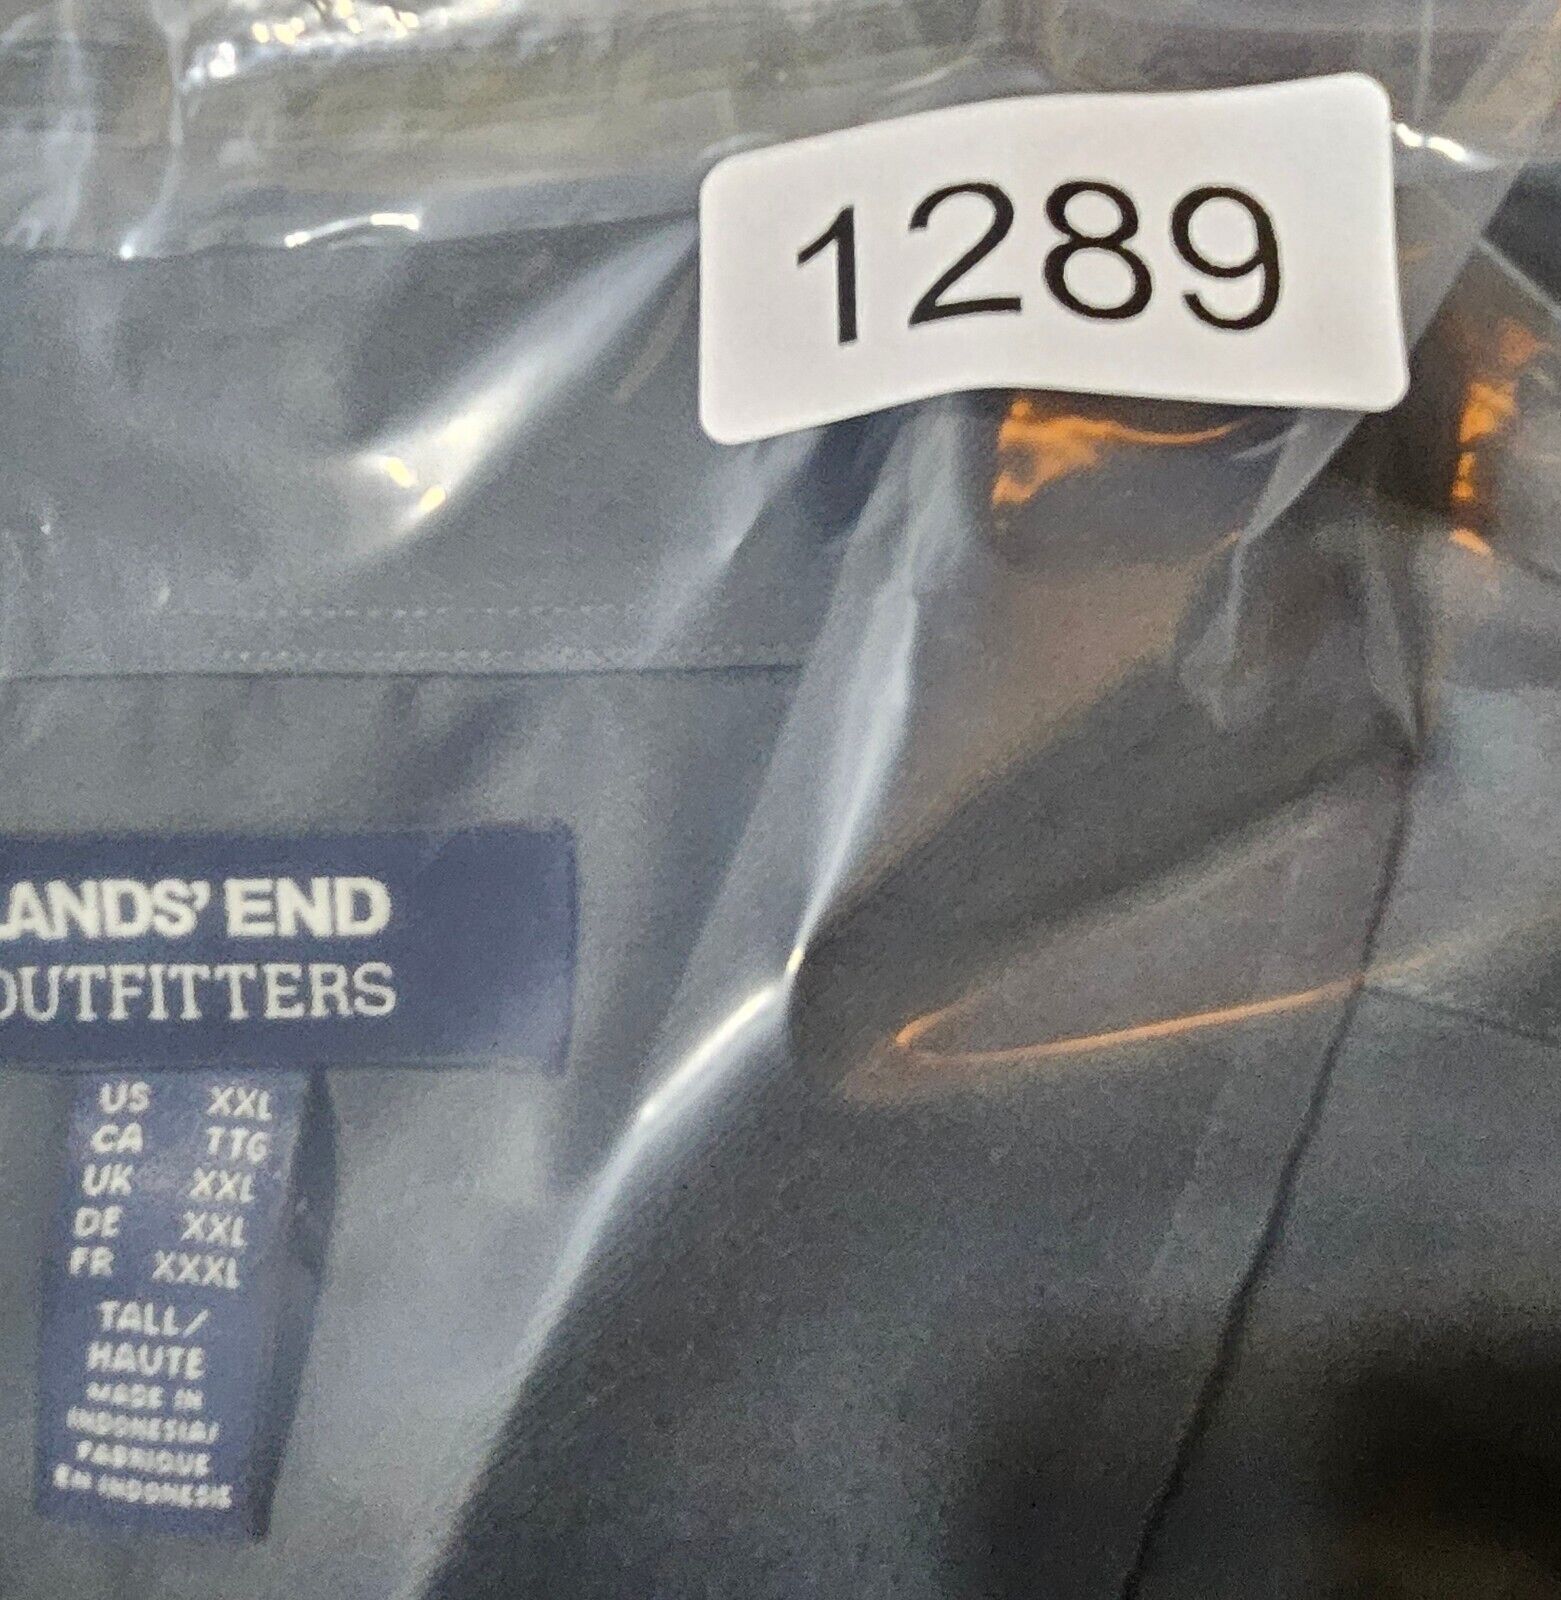 1289
LANDS' END
OUTFITTERS
US XXL
CA TTG
UK XXL
DE XXL
FR XXXL
TALL/
HAUTE
MADE IN
INDONESIA/
FABRIQUE
EN INDONESIE